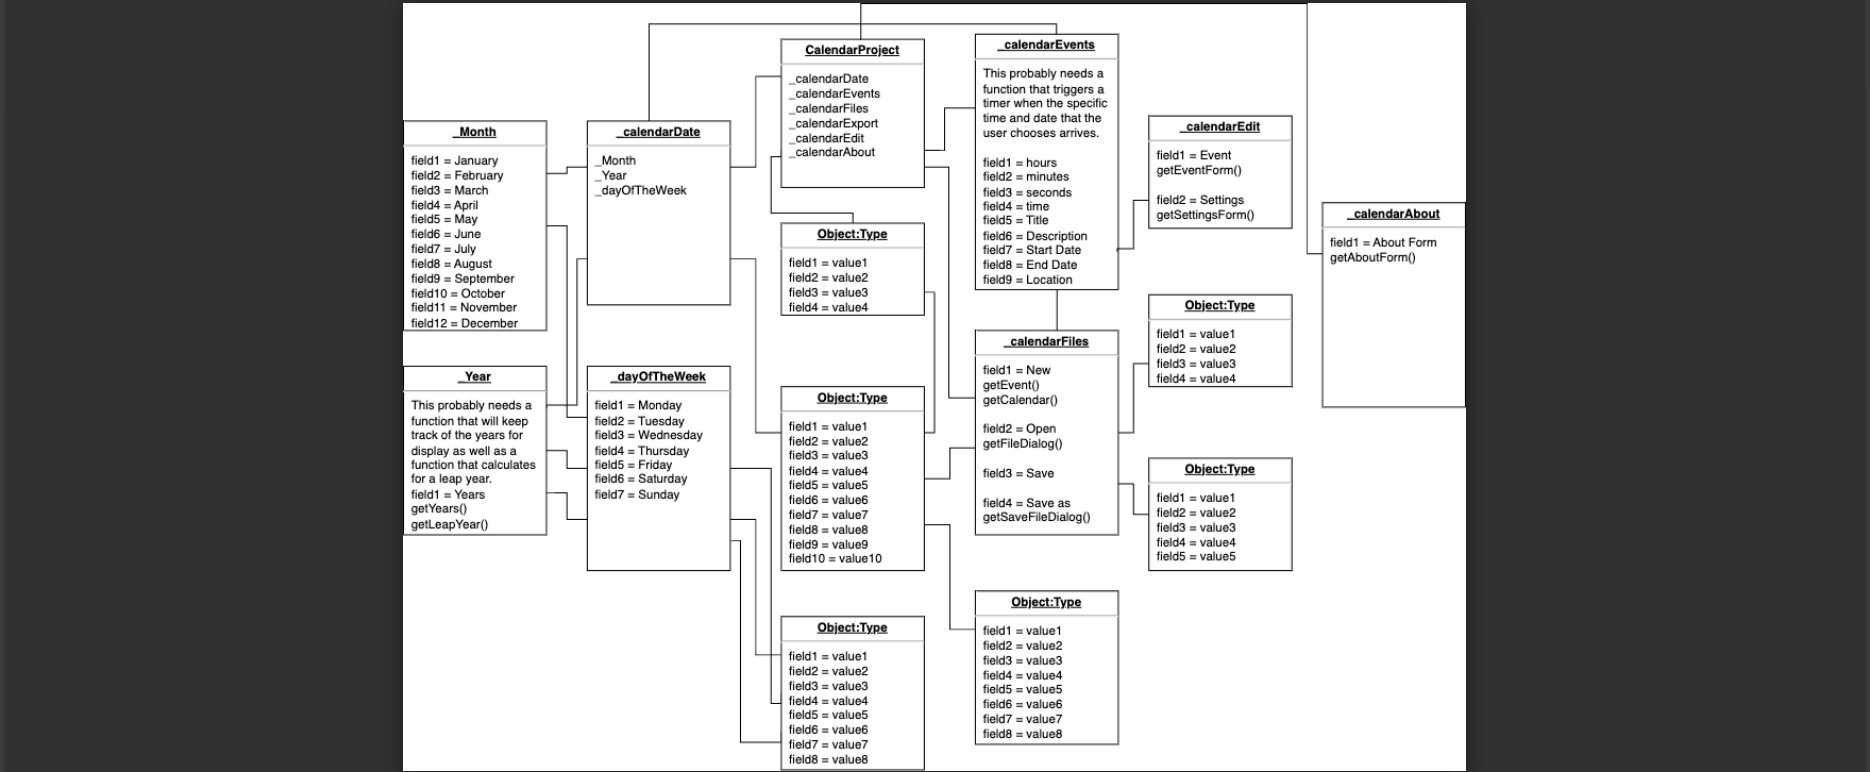 CalendarProject
_calendarDate
_calendarEvents
_calendarFiles
_calendarExport
_calendarEdit
_calendarAbout
_calendarEvents
This probably needs a
function that triggers a
timer when the specific
time and date that the
user chooses arrives.
field1 = hours
field2 = minutes
field3 = seconds
field4 = time
field5 = Title
field6 = Description
field7 = Start Date
field8 = End Date
field9 = Location
_Month
field1 = January
field2 = February
field3 = March
field4 = April
field5 = May
field6 = June
field7 = July
field8 = August
field9 = September
field10 = October
field11 = November
field12 = December
_calendarDate
_Month
_Year
_dayOfTheWeek
_calendarEdit
field1 = Event
getEventForm()
field2 = Settings
getSettingsForm()
_calendarAbout
field1 = About Form
getAboutForm()
Object:Type
field1 = value1
field2 = value2
field3 = value3
field4 = value4
Object:Type
field1 = value1
field2 = value2
field3 = value3
field4 = value4
_calendarFiles
field1 = New
getEvent()
getCalendar()
field2 = Open
getFileDialog()
field3 = Save
field4 = Save as
getSaveFileDialog()
_Year
This probably needs a
function that will keep
track of the years for
display as well as a
function that calculates
for a leap year.
field1 = Years
getYears()
getLeapYear()
_dayOfTheWeek
field1 = Monday
field2 = Tuesday
field3 = Wednesday
field4 = Thursday
field5 = Friday
field6 = Saturday
field7 = Sunday
Object:Type
field1 = value1
field2 = value2
field3 = value3
field4 = value4
field5 = value5
field6 = value6
field7 = value7
field8 = value8
field9 = value9
field10 = value10
Object:Type
field1 = value1
field2 = value2
field3 = value3
field4 = value4
field5 = value5
Object:Type
field1 = value1
field2 = value2
field3 = value3
field4 = value4
field5 = value5
field6 = value6
field7 = value7
field8 = value8
Object:Type
field1 = value1
field2 = value2
field3 = value3
field4 = value4
field5 = value5
field6 = value6
field7 = value7
field8 = value8